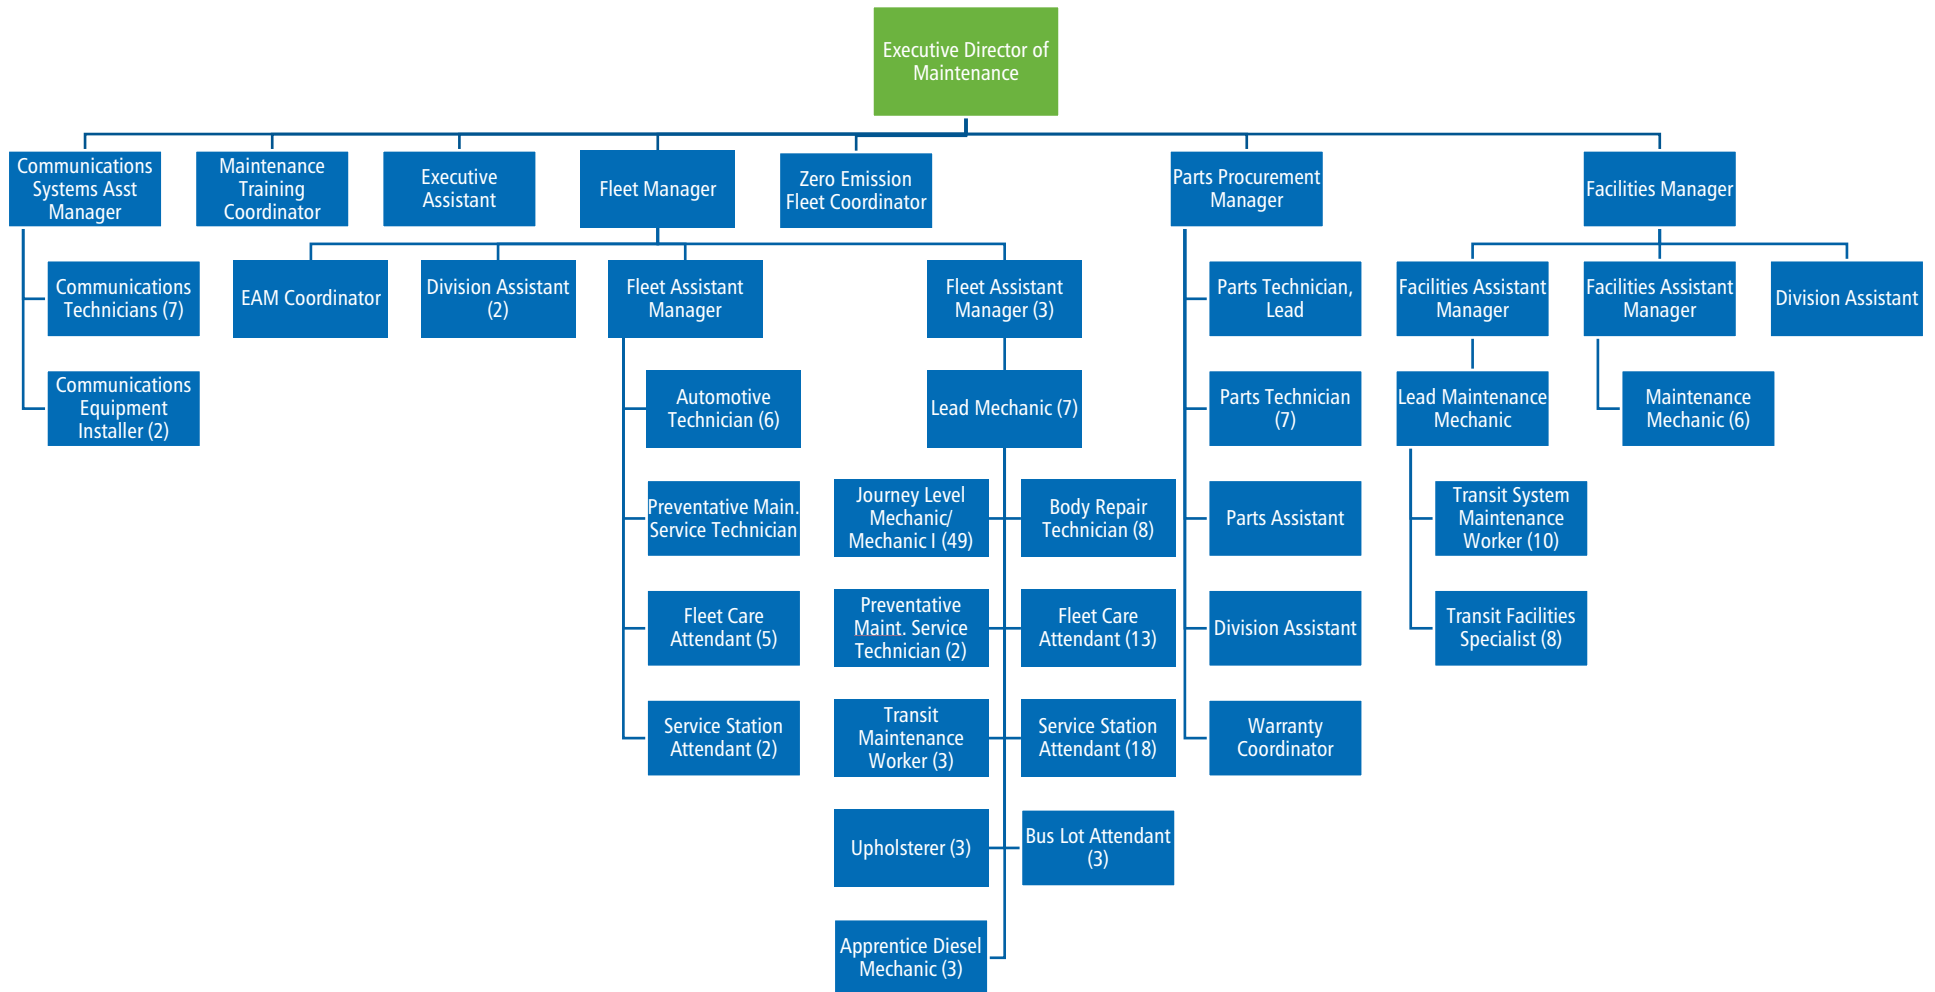 Executive Director of
Maintenance
Communications
Systems Asst
Manager
Maintenance
Training
Coordinator
Executive
Assistant
Fleet Manager
Zero Emission
Fleet Coordinator
Parts Procurement
Manager
Facilities Manager
Communications
Technicians (7)
Communications
Equipment
Installer (2)
EAM Coordinator
Division Assistant
(2)
Fleet Assistant
Manager
Automotive
Technician (6)
Preventative Main.
Service Technician
Fleet Care
Attendant (5)
Service Station
Attendant (2)
Fleet Assistant
Manager (3)
Lead Mechanic (7)
Journey Level
Mechanic/
Mechanic I (49)
Body Repair
Technician (8)
Preventative
Maint. Service
Technician (2)
Fleet Care
Attendant (13)
Transit
Maintenance
Worker (3)
Service Station
Attendant (18)
Upholsterer (3)
Bus Lot Attendant
(3)
Apprentice Diesel
Mechanic (3)
Parts Technician,
Lead
Parts Technician
(7)
Parts Assistant
Division Assistant
Warranty
Coordinator
Facilities Assistant
Manager
Lead Maintenance
Mechanic
Transit System
Maintenance
Worker (10)
Transit Facilities
Specialist (8)
Facilities Assistant
Manager
Maintenance
Mechanic (6)
Division Assistant